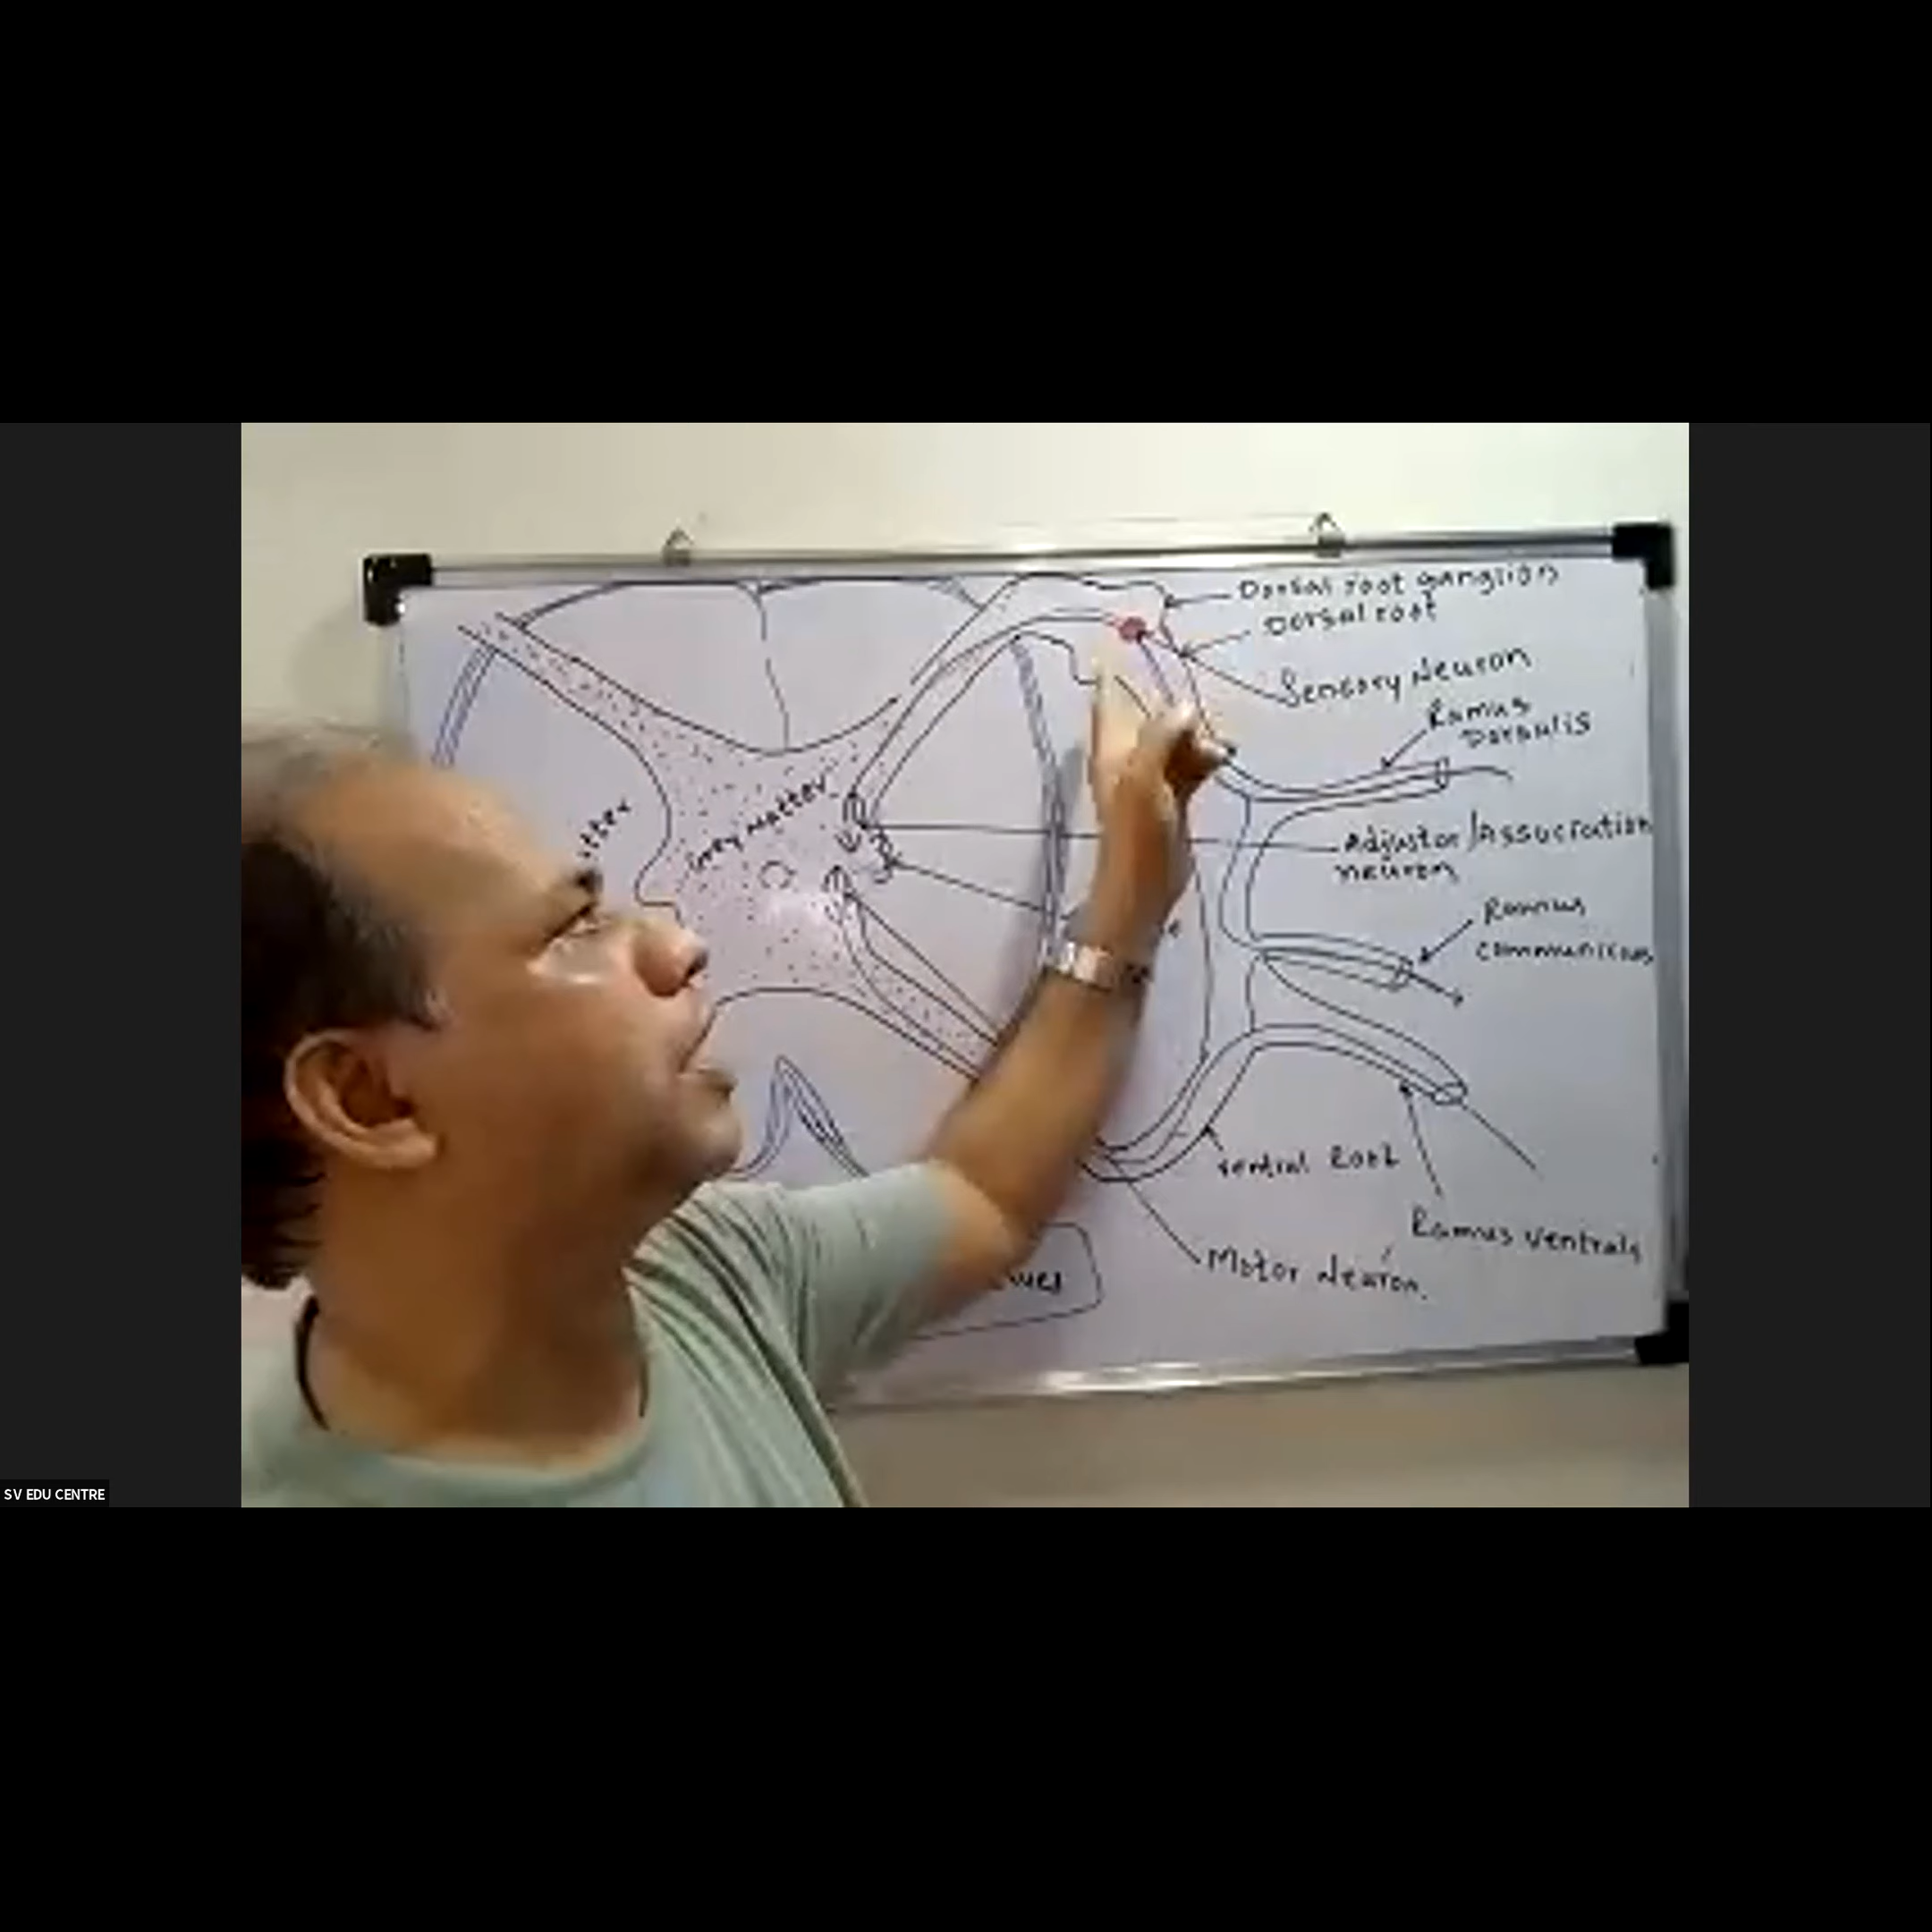 Dorsal root ganglion
Dorsal root
Sensory Neuron
Ramus
Dorsalis
Grey Matter
Adjustor/Association
neuron
Ramus
communicans
ventral Root
Ramus ventrals
Motor Neuron
SV EDU CENTRE